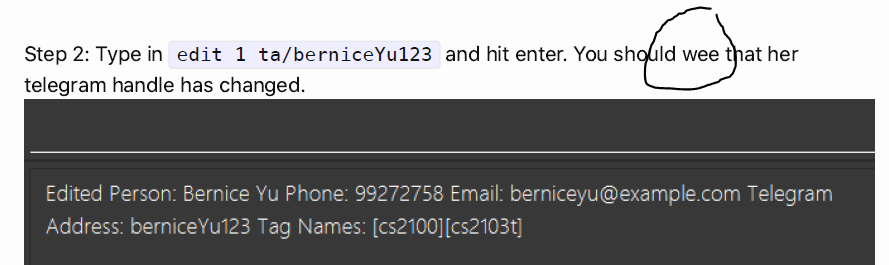 Step 2: Type in edit 1 ta/berniceYu123 and hit enter. You should wee that her
telegram handle has changed.
Edited Person: Bernice Yu Phone: 99272758 Email: berniceyu@example.com Telegram
Address: berniceYu123 Tag Names: [cs2100][cs2103t]